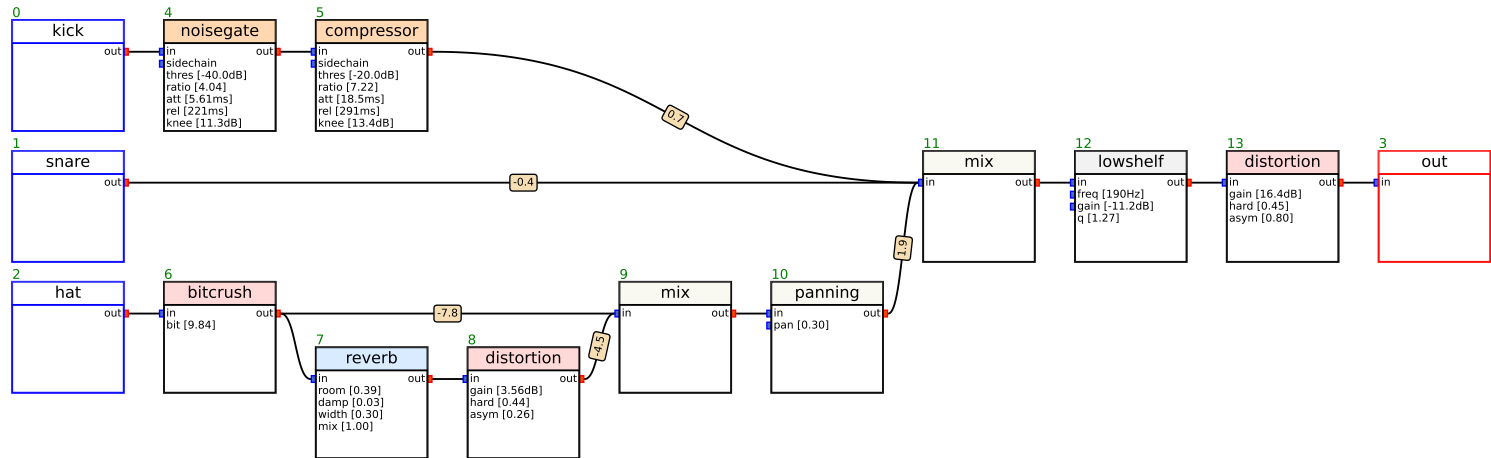 0
kick
out
4
noisegate
in out
sidechain
thres [-40.0dB]
ratio [4.04]
att [5.61ms]
rel [221ms]
knee [11.3dB]
5
compressor
in out
sidechain
thres [-20.0dB]
ratio [7.22]
att [18.5ms]
rel [291ms]
knee [13.4dB]
0.7
1
snare
out
-0.4
11
mix
in out
12
lowshelf
in out
freq [190Hz]
gain [-11.2dB]
q [1.27]
13
distortion
in out
gain [16.4dB]
hard [0.45]
asym [0.80]
3
out
in
1.9
2
hat
out
6
bitcrush
in out
bit [9.84]
-7.8
7
reverb
in out
room [0.39]
damp [0.03]
width [0.30]
mix [1.00]
8
distortion
in out
gain [3.56dB]
hard [0.44]
asym [0.26]
-4.5
9
mix
in out
10
panning
in out
pan [0.30]